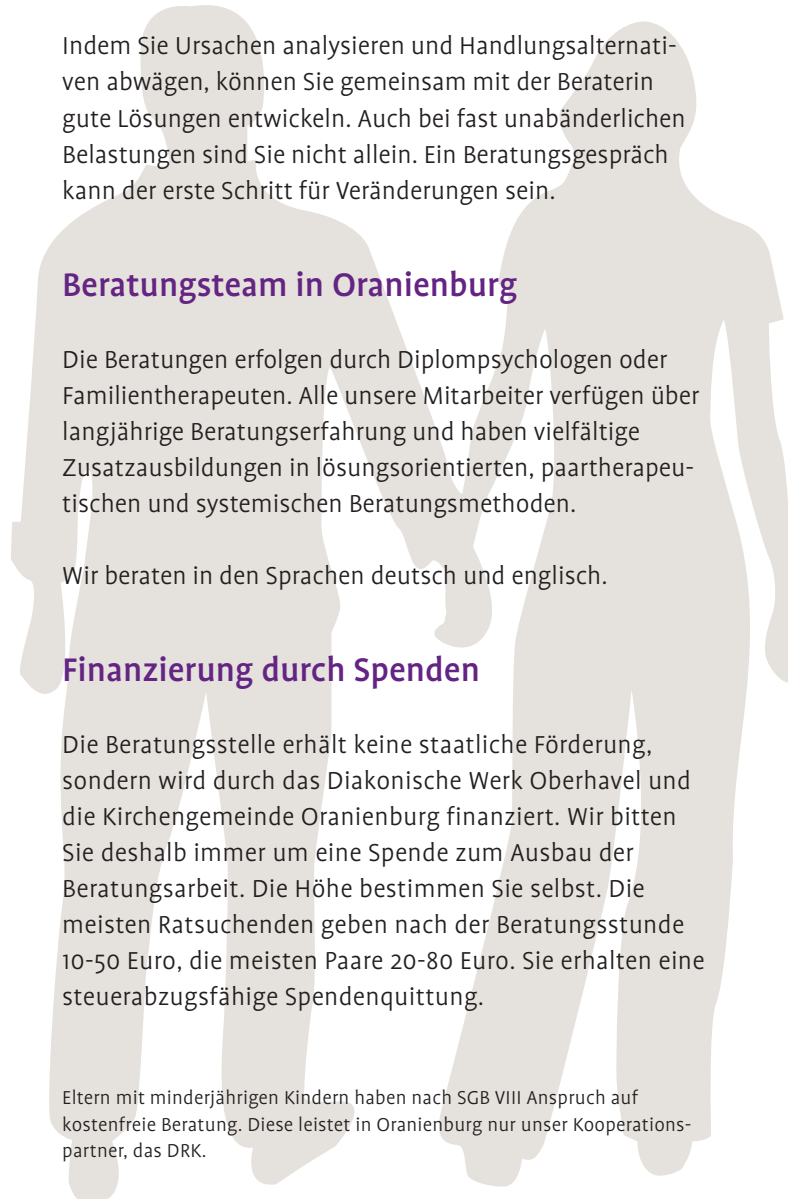 Indem Sie Ursachen analysieren und Handlungsalternati-
ven abwägen, können Sie gemeinsam mit der Beraterin
gute Lösungen entwickeln. Auch bei fast unabänderlichen
Belastungen sind Sie nicht allein. Ein Beratungsgespräch
kann der erste Schritt für Veränderungen sein.
Beratungsteam in Oranienburg
Die Beratungen erfolgen durch Diplompsychologen oder
Familientherapeuten. Alle unsere Mitarbeiter verfügen über
langjährige Beratungserfahrung und haben vielfältige
Zusatzausbildungen in lösungsorientierten, paartherapeu-
tischen und systemischen Beratungsmethoden.
Wir beraten in den Sprachen deutsch und englisch.
Finanzierung durch Spenden
Die Beratungsstelle erhält keine staatliche Förderung,
sondern wird durch das Diakonische Werk Oberhavel und
die Kirchengemeinde Oranienburg finanziert. Wir bitten
Sie deshalb immer um eine Spende zum Ausbau der
Beratungsarbeit. Die Höhe bestimmen Sie selbst. Die
meisten Ratsuchenden geben nach der Beratungsstunde
10-50 Euro, die meisten Paare 20-80 Euro. Sie erhalten eine
steuerabzugsfähige Spendenquittung.
Eltern mit minderjährigen Kindern haben nach SGB VIII Anspruch auf
kostenfreie Beratung. Diese leistet in Oranienburg nur unser Kooperations-
partner, das DRK.